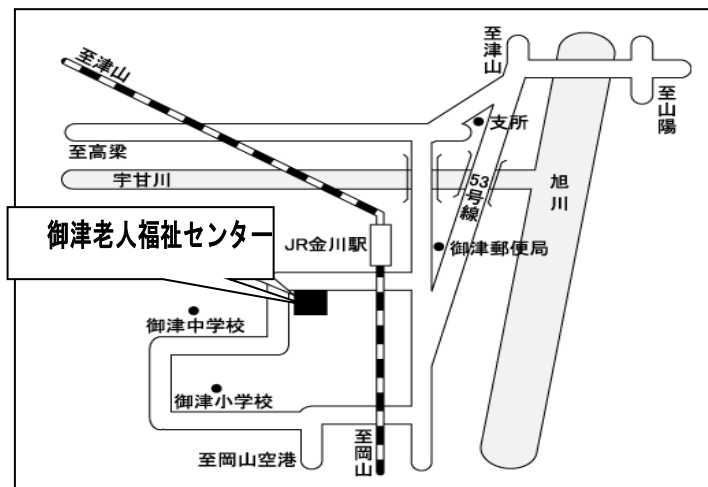 至津山
至津山
至山陽
支所
至高梁
宇甘川
53号線
旭川
御津老人福祉センター
JR金川駅
御津郵便局
御津中学校
御津小学校
至岡山空港
至岡山